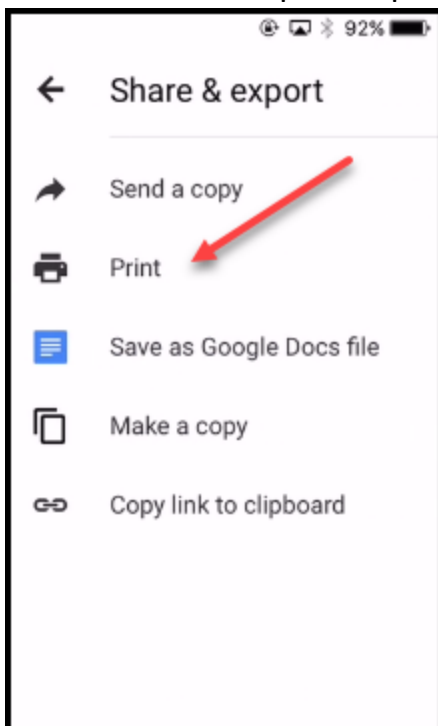 92%
Share & export
Send a copy
Print
Save as Google Docs file
Make a copy
Copy link to clipboard